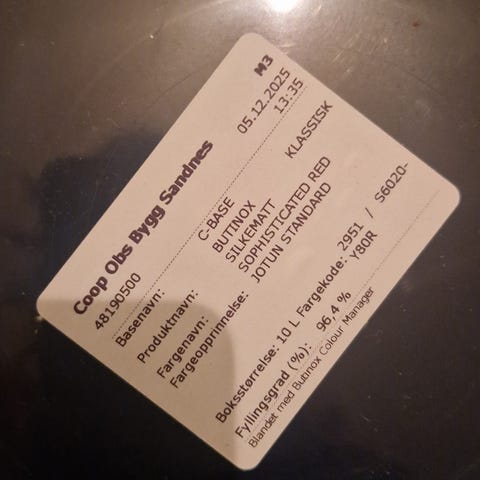 M3
Coop Obs Bygg Sandnes 05.12.2025
48190500 13:35
Basenavn: C-BASE
Produktnavn: BUTINOX KLASSISK
SILKEMATT
Fargenavn: SOPHISTICATED RED
Fargeopprinnelse: JOTUN STANDARD
Boksstørrelse: 10 L Fargekode: 2951 / S6020-
Y80R
Fyllingsgrad (%): 96,4 %
Blandet med Butinox Colour Manager